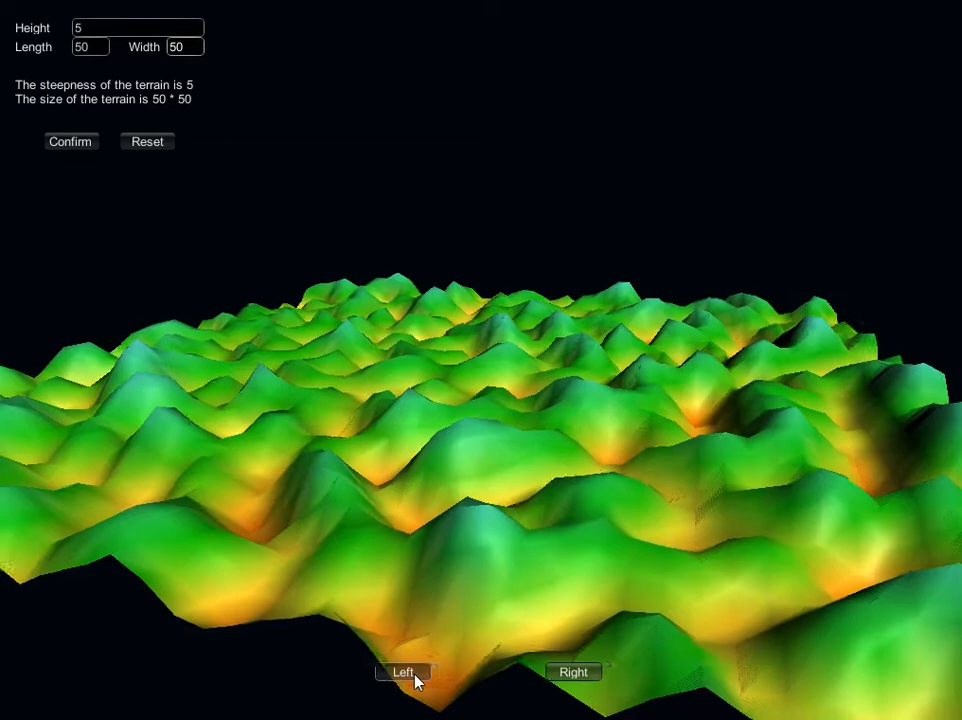 Height 5
Length 50 Width 50
The steepness of the terrain is 5
The size of the terrain is 50 * 50
Confirm Reset
Left Right